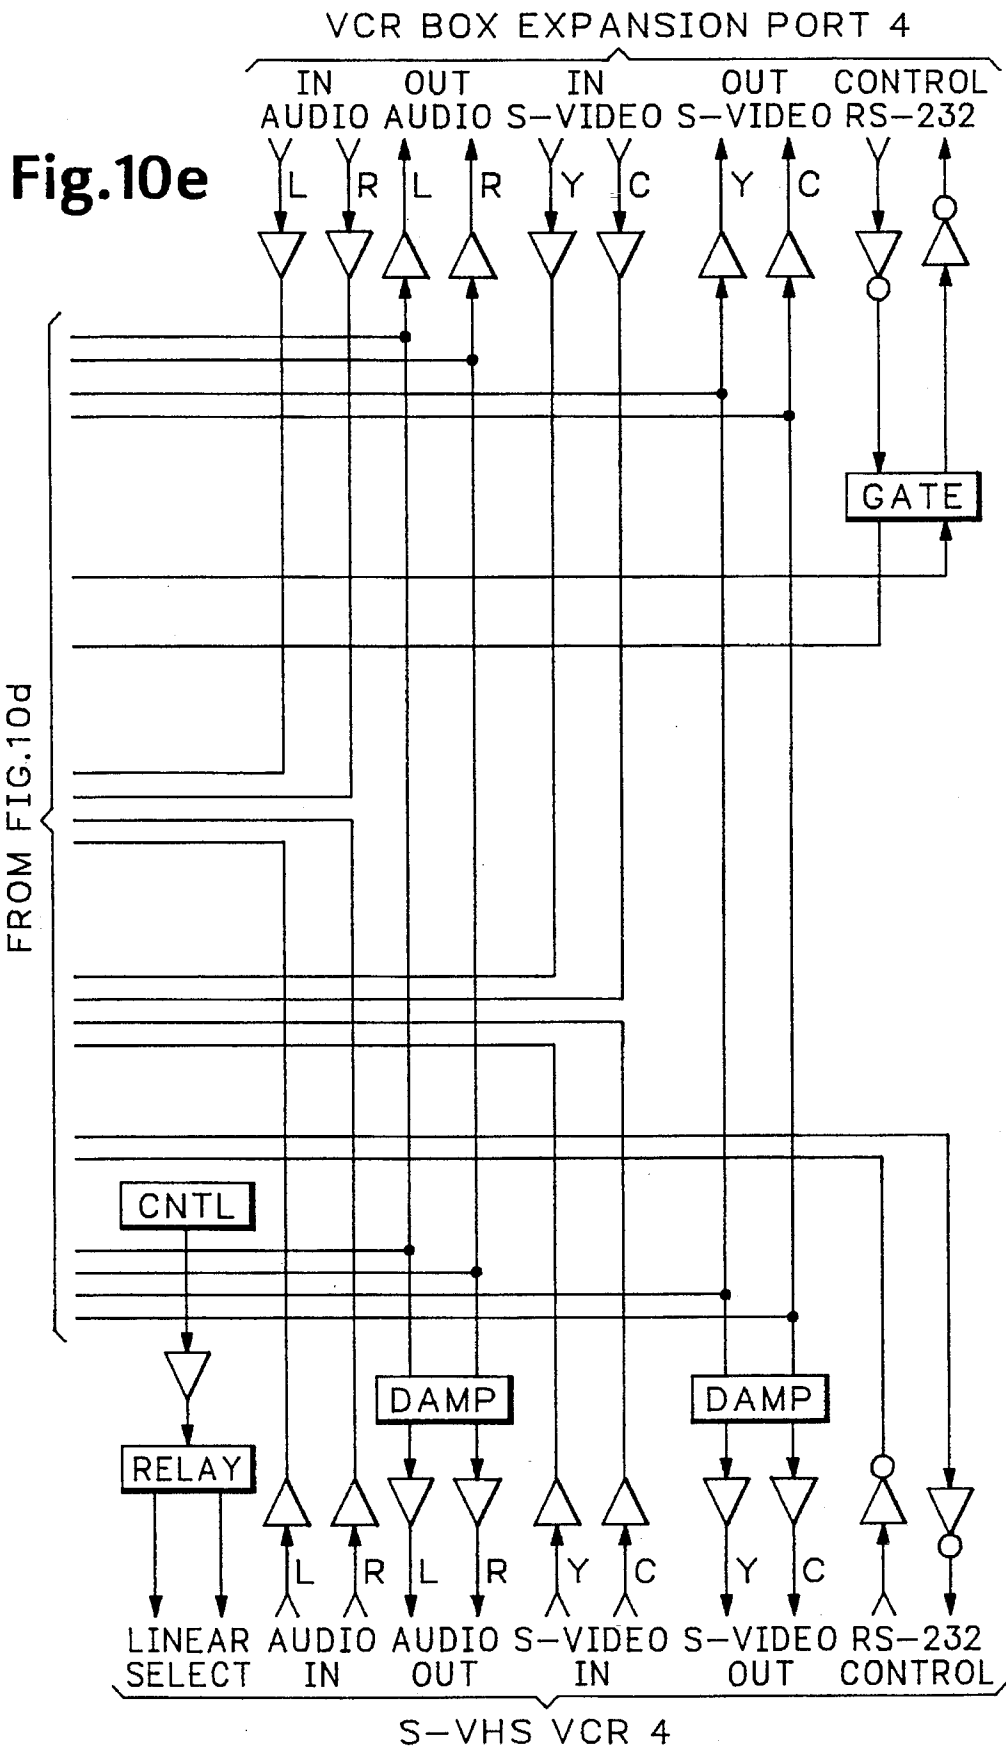 VCR BOX EXPANSION PORT 4
IN OUT IN OUT CONTROL
AUDIO AUDIO S-VIDEO S-VIDEO RS-232
Fig.10e
L R L R Y C Y C
GATE
FROM FIG.10d
CNTL
DAMP DAMP
RELAY
L R L R Y C Y C
LINEAR AUDIO AUDIO S-VIDEO S-VIDEO RS-232
SELECT IN OUT IN OUT CONTROL
S-VHS VCR 4